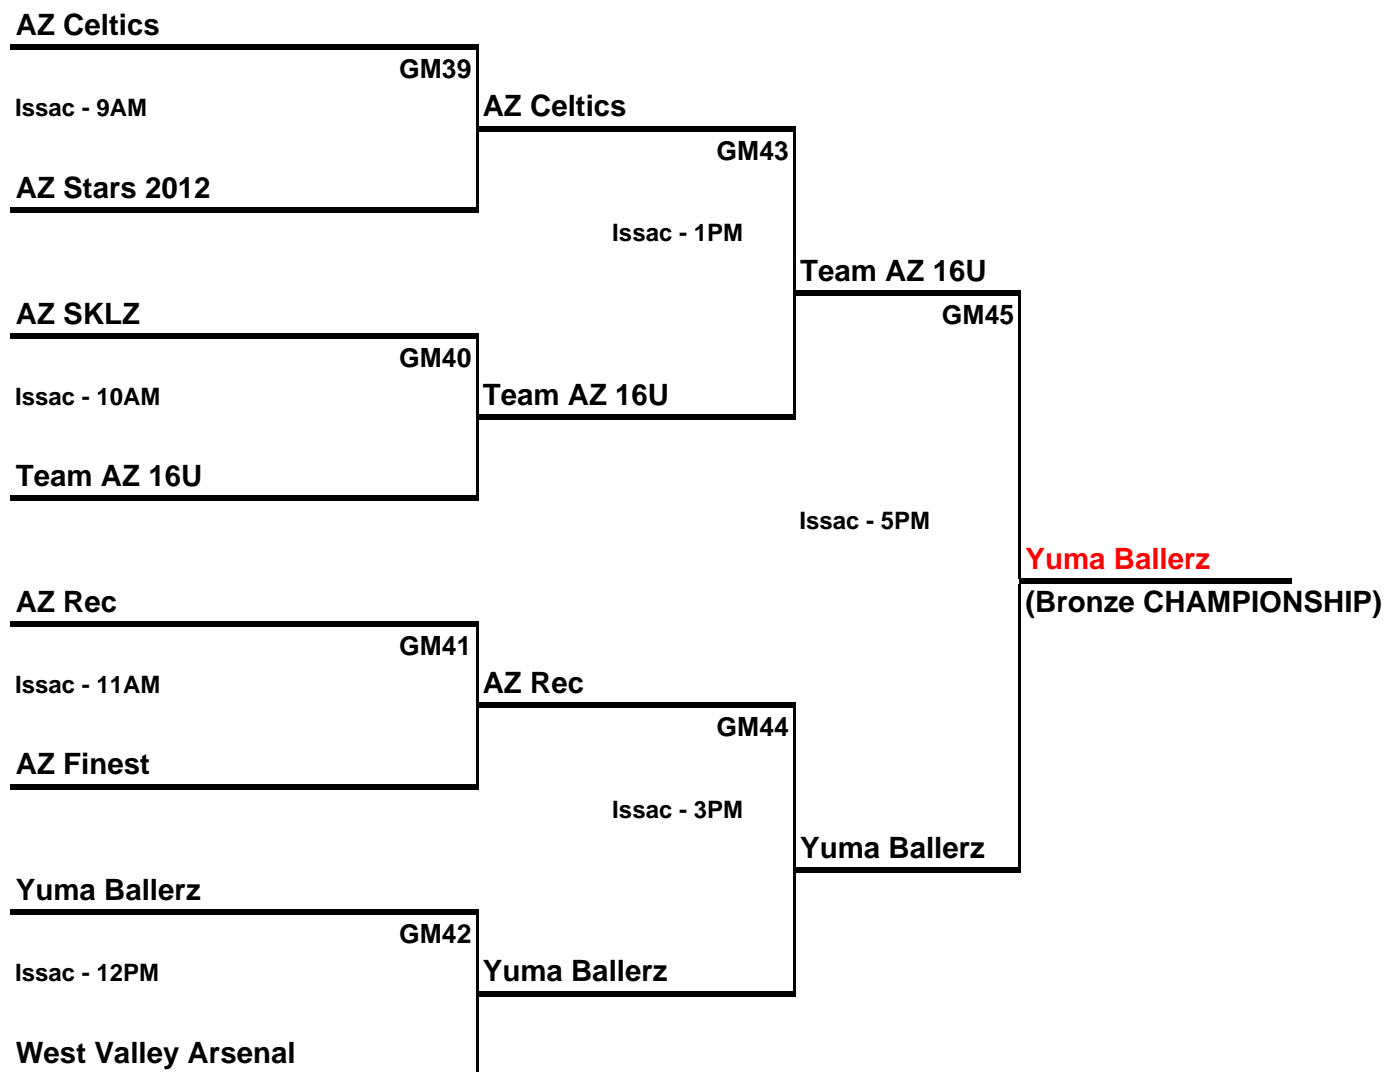 AZ Celtics
GM39
Issac - 9AM
AZ Celtics
GM43
AZ Stars 2012
Issac - 1PM
Team AZ 16U
AZ SKLZ
GM45
GM40
Issac - 10AM
Team AZ 16U
Team AZ 16U
Issac - 5PM
Yuma Ballerz
AZ Rec
(Bronze CHAMPIONSHIP)
GM41
Issac - 11AM
AZ Rec
GM44
AZ Finest
Issac - 3PM
Yuma Ballerz
Yuma Ballerz
GM42
Issac - 12PM
Yuma Ballerz
West Valley Arsenal